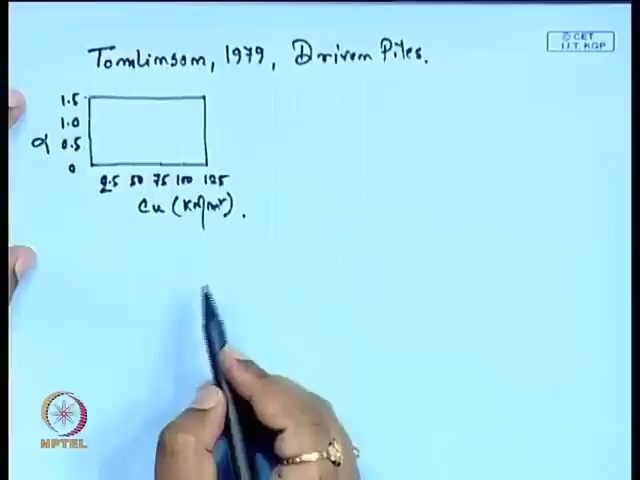 © CET
I.I.T. KGP
Tomlinson, 1979, Driven Piles.
1.5
1.0
α 0.5
0
25 50 75 100 125
Cu (KN/m²).
NPTEL